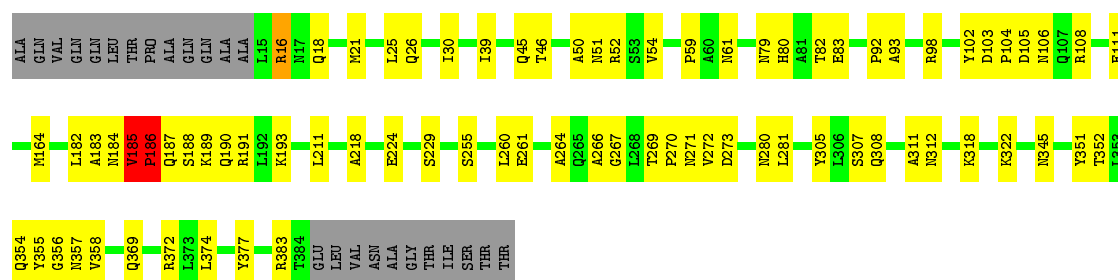 ALA GLN VAL GLN GLN LEU THR PRO ALA GLN GLN ALA ALA L15 R16 N17 Q18 M21 L25 Q26 I30 I39 Q45 T46 A50 N51 R52 S53 V54 P59 A60 N61 N79 H80 A81 T82 E83 P92 A93 R98 Y102 D103 P104 D105 N106 Q107 R108 E111
M164 L182 A183 N184 V185 P186 Q187 S188 K189 Q190 R191 L192 K193 L211 A218 E224 S229 S255 L260 E261 A264 Q265 A266 G267 L268 T269 P270 N271 V272 D273 N280 L281 Y305 L306 S307 Q308 A311 N312 K318 K322 N345 Y351 T352 L353
Q354 Y355 G356 N357 V358 Q369 R372 L373 L374 Y377 R383 T384 GLU LEU VAL ASN ALA GLY THR ILE SER THR THR